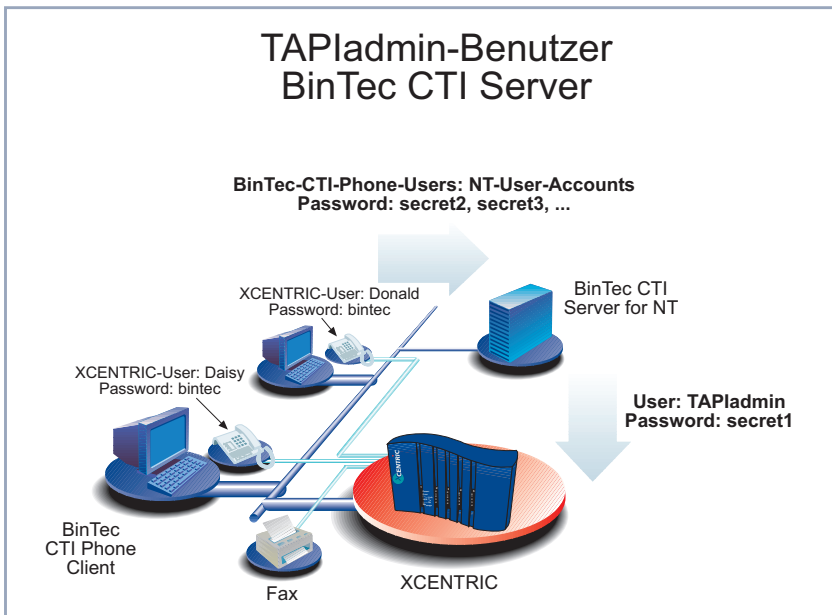 TAPIadmin-Benutzer
BinTec CTI Server
BinTec-CTI-Phone-Users: NT-User-Accounts
Password: secret2, secret3, ...
XCENTRIC-User: Donald
Password: bintec
BinTec CTI
Server for NT
XCENTRIC-User: Daisy
Password: bintec
User: TAPIadmin
Password: secret1
XCENTRIC
BinTec
CTI Phone
Client
Fax
XCENTRIC